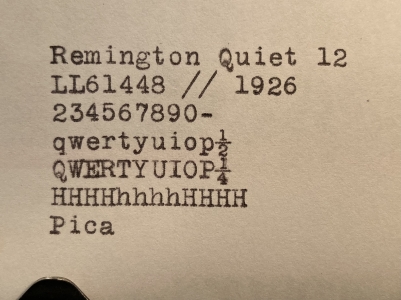 Remington Quiet 12
LL61448 // 1926
234567890-
qwertyuiop½
QWERTYUIOP¼
HHHHhhhhHHHH
Pica